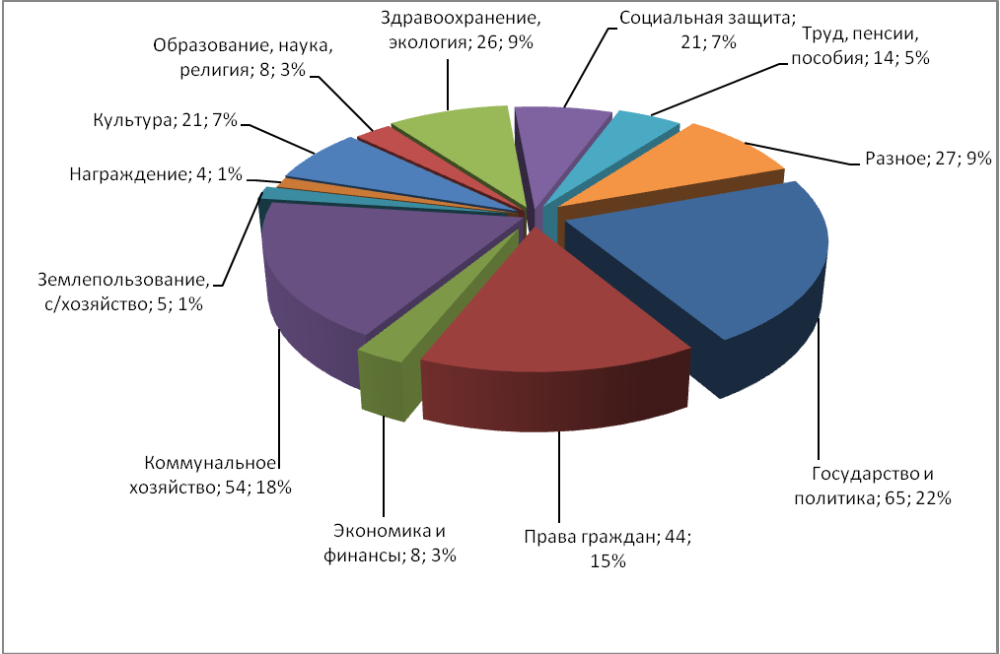 Здравоохранение,
экология; 26; 9%
Социальная защита;
21; 7%
Труд, пенсии,
пособия; 14; 5%
Разное; 27; 9%
Государство и
политика; 65; 22%
Права граждан; 44;
15%
Экономика и
финансы; 8; 3%
Коммунальное
хозяйство; 54; 18%
Землепользование,
с/хозяйство; 5; 1%
Награждение; 4; 1%
Культура; 21; 7%
Образование, наука,
религия; 8; 3%